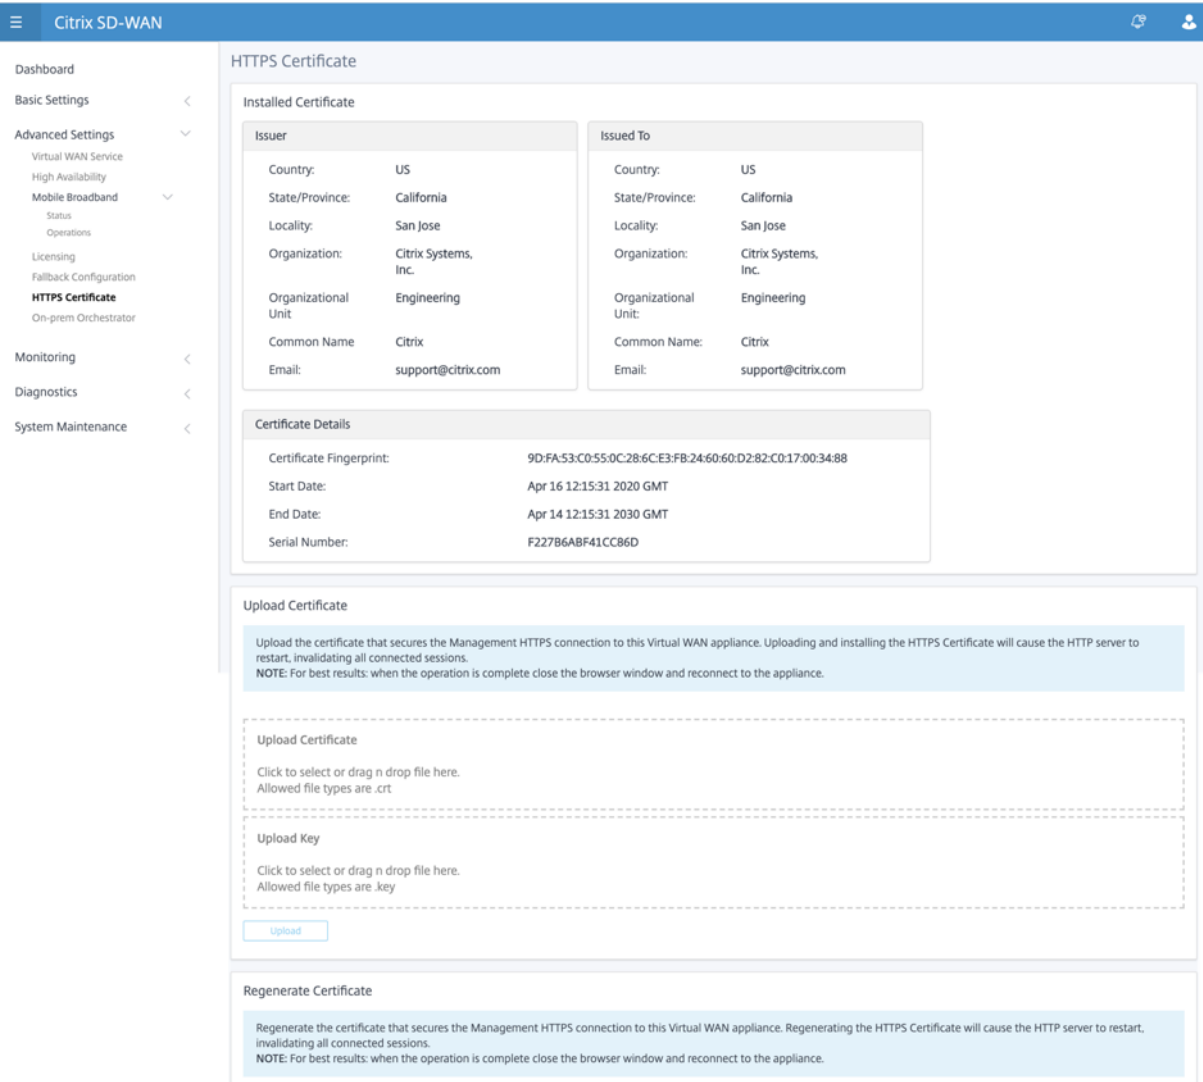 Citrix SD-WAN
Dashboard
Basic Settings
Advanced Settings
Virtual WAN Service
High Availability
Mobile Broadband
Status
Operations
Licensing
Fallback Configuration
HTTPS Certificate
On-prem Orchestrator
Monitoring
Diagnostics
System Maintenance
HTTPS Certificate
Installed Certificate
Issuer
Country: US
State/Province: California
Locality: San Jose
Organization: Citrix Systems,
Inc.
Organizational Engineering
Unit
Common Name Citrix
Email: support@citrix.com
Issued To
Country: US
State/Province: California
Locality: San Jose
Organization: Citrix Systems,
Inc.
Organizational Engineering
Unit:
Common Name: Citrix
Email: support@citrix.com
Certificate Details
Certificate Fingerprint: 9D:FA:53:C0:55:0C:28:6C:E3:FB:24:60:60:D2:82:C0:17:00:34:88
Start Date: Apr 16 12:15:31 2020 GMT
End Date: Apr 14 12:15:31 2030 GMT
Serial Number: F227B6ABF41CC86D
Upload Certificate
Upload the certificate that secures the Management HTTPS connection to this Virtual WAN appliance. Uploading and installing the HTTPS Certificate will cause the HTTP server to
restart, invalidating all connected sessions.
NOTE: For best results: when the operation is complete close the browser window and reconnect to the appliance.
Upload Certificate
Click to select or drag n drop file here.
Allowed file types are .crt
Upload Key
Click to select or drag n drop file here.
Allowed file types are .key
Upload
Regenerate Certificate
Regenerate the certificate that secures the Management HTTPS connection to this Virtual WAN appliance. Regenerating the HTTPS Certificate will cause the HTTP server to restart,
invalidating all connected sessions.
NOTE: For best results: when the operation is complete close the browser window and reconnect to the appliance.